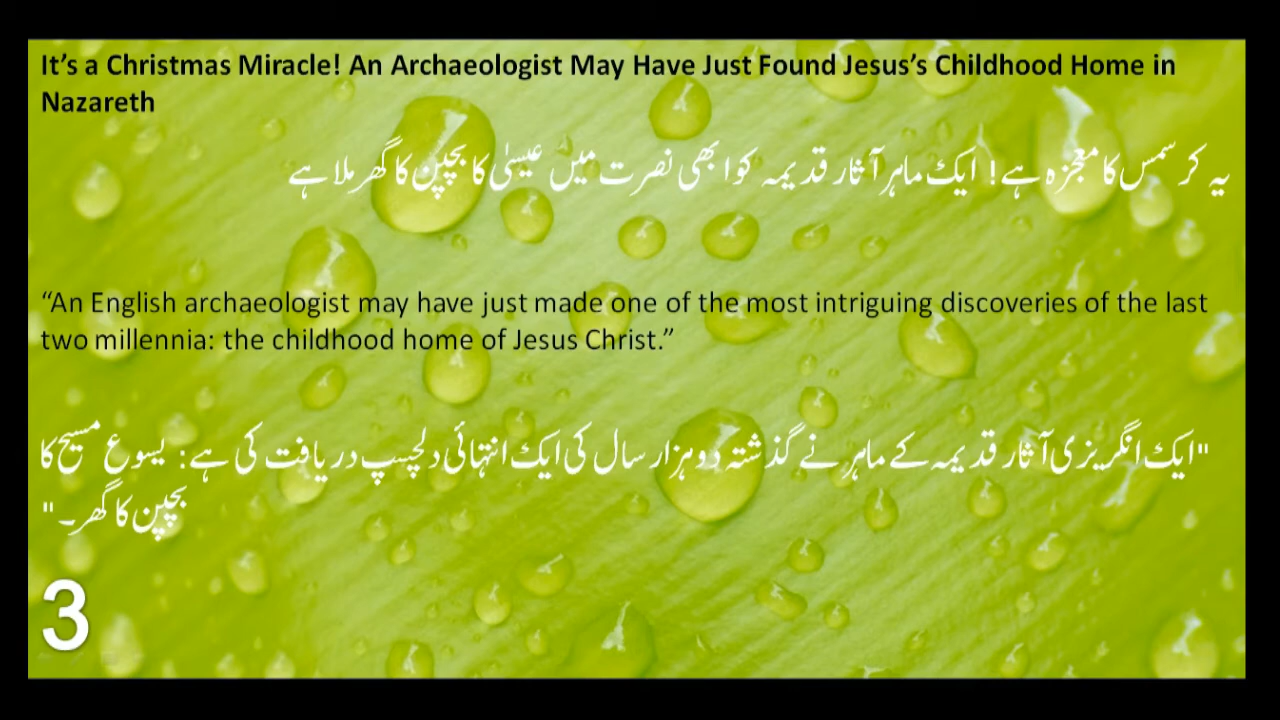 It’s a Christmas Miracle! An Archaeologist May Have Just Found Jesus’s Childhood Home in
Nazareth
یہ کرسمس کا معجزہ ہے! ایک ماہر آثار قدیمہ کو ابھی نصرت میں عیسیٰ کا بچپن کا گھر ملا ہے
“An English archaeologist may have just made one of the most intriguing discoveries of the last
two millennia: the childhood home of Jesus Christ.”
"ایک انگریزی آثار قدیمہ کے ماہر نے گذشتہ دو ہزار سال کی ایک انتہائی دلچسپ دریافت کی ہے: یسوع مسیح کا
بچپن کا گھر۔ "
3